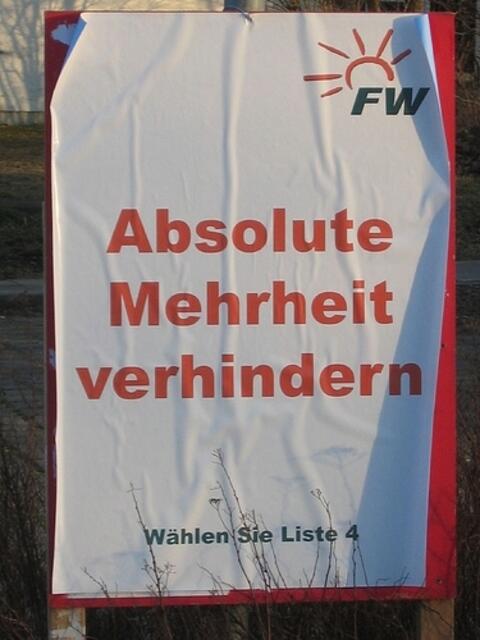 FW
Absolute
Mehrheit
verhindern
Wählen Sie Liste 4